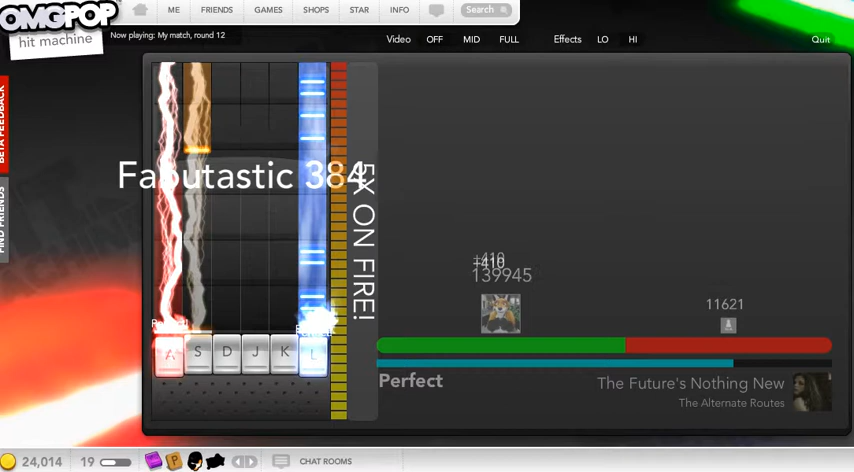 OMGPOP
ME FRIENDS GAMES SHOPS STAR INFO Search
hit machine
Now playing: My match, round 12
Video OFF MID FULL Effects LO HI Quit
BETA FEEDBACK
FIND FRIENDS
Fabutastic 384
5X ON FIRE!
+410
+410
139945
11621
A S D J K L
Perfect
The Future's Nothing New
The Alternate Routes
24,014 19 P CHAT ROOMS